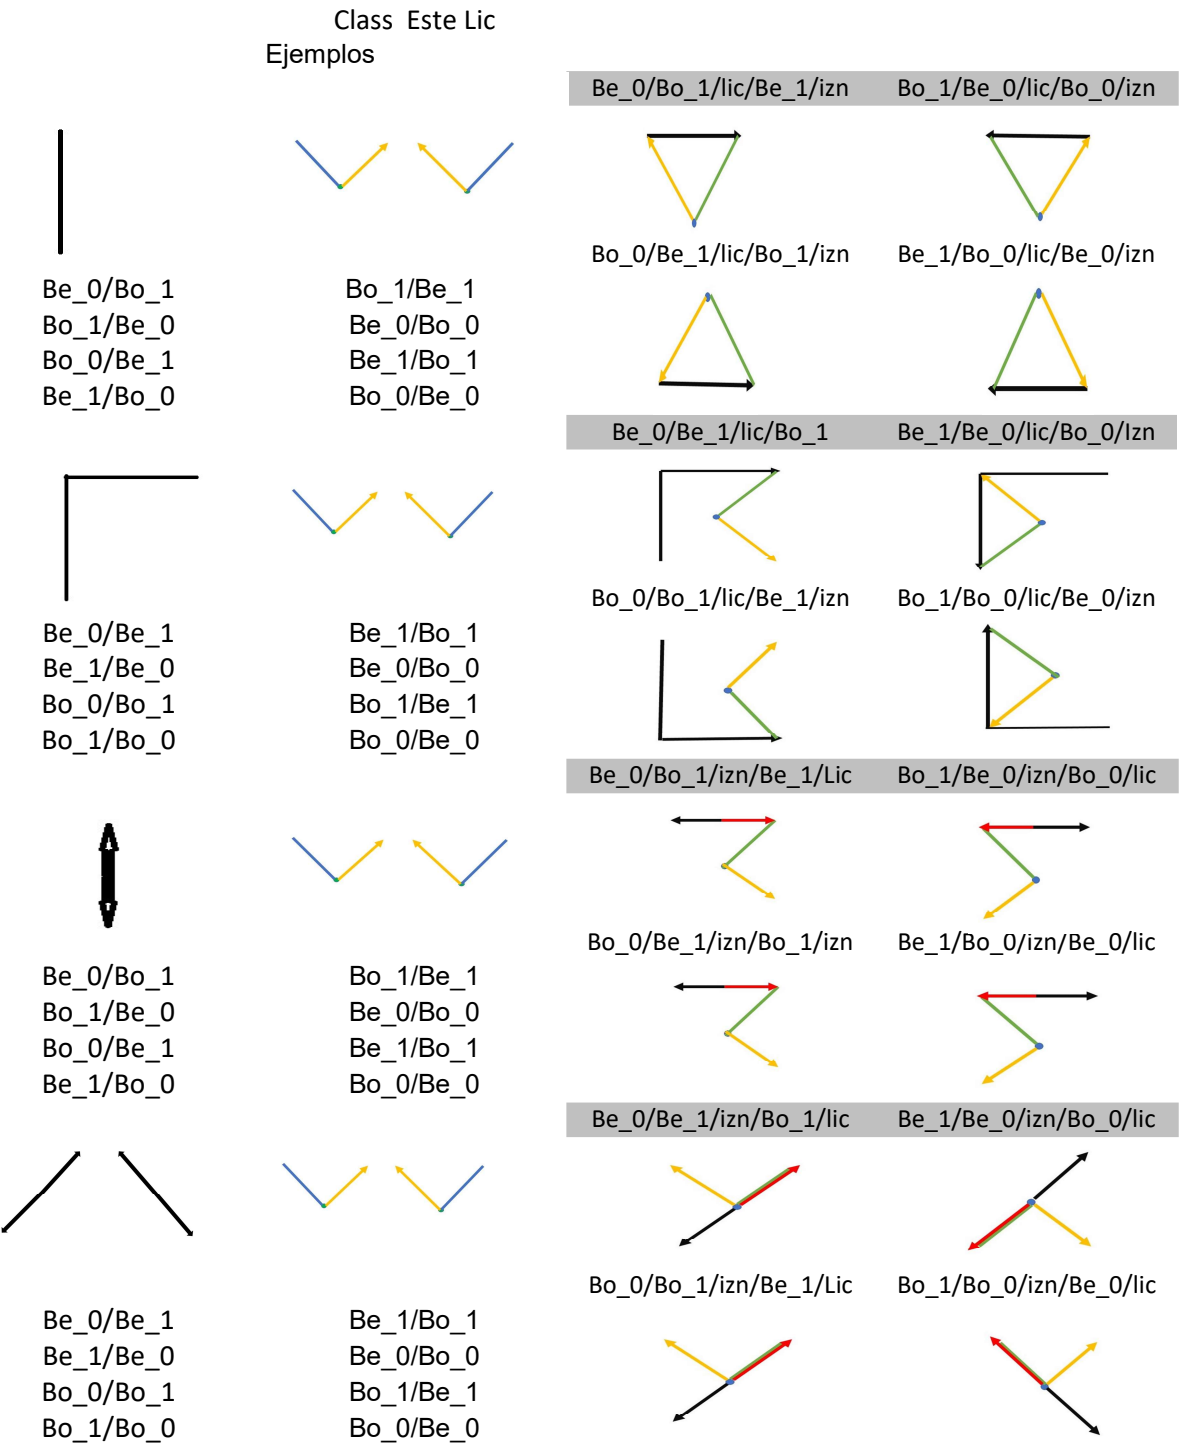 Class  Este Lic
Ejemplos
Be_0/Bo_1/lic/Be_1/izn
Bo_1/Be_0/lic/Bo_0/izn
Bo_0/Be_1/lic/Bo_1/izn
Be_1/Bo_0/lic/Be_0/izn
Be_0/Bo_1
Bo_1/Be_0
Bo_0/Be_1
Be_1/Bo_0
Bo_1/Be_1
Be_0/Bo_0
Be_1/Bo_1
Bo_0/Be_0
Be_0/Be_1/lic/Bo_1
Be_1/Be_0/lic/Bo_0/Izn
Bo_0/Bo_1/lic/Be_1/izn
Bo_1/Bo_0/lic/Be_0/izn
Be_0/Be_1
Be_1/Be_0
Bo_0/Bo_1
Bo_1/Bo_0
Be_1/Bo_1
Be_0/Bo_0
Bo_1/Be_1
Bo_0/Be_0
Be_0/Bo_1/izn/Be_1/Lic
Bo_1/Be_0/izn/Bo_0/lic
Bo_0/Be_1/izn/Bo_1/izn
Be_1/Bo_0/izn/Be_0/lic
Be_0/Bo_1
Bo_1/Be_0
Bo_0/Be_1
Be_1/Bo_0
Bo_1/Be_1
Be_0/Bo_0
Be_1/Bo_1
Bo_0/Be_0
Be_0/Be_1/izn/Bo_1/lic
Be_1/Be_0/izn/Bo_0/lic
Bo_0/Bo_1/izn/Be_1/Lic
Bo_1/Bo_0/izn/Be_0/lic
Be_0/Be_1
Be_1/Be_0
Bo_0/Bo_1
Bo_1/Bo_0
Be_1/Bo_1
Be_0/Bo_0
Bo_1/Be_1
Bo_0/Be_0